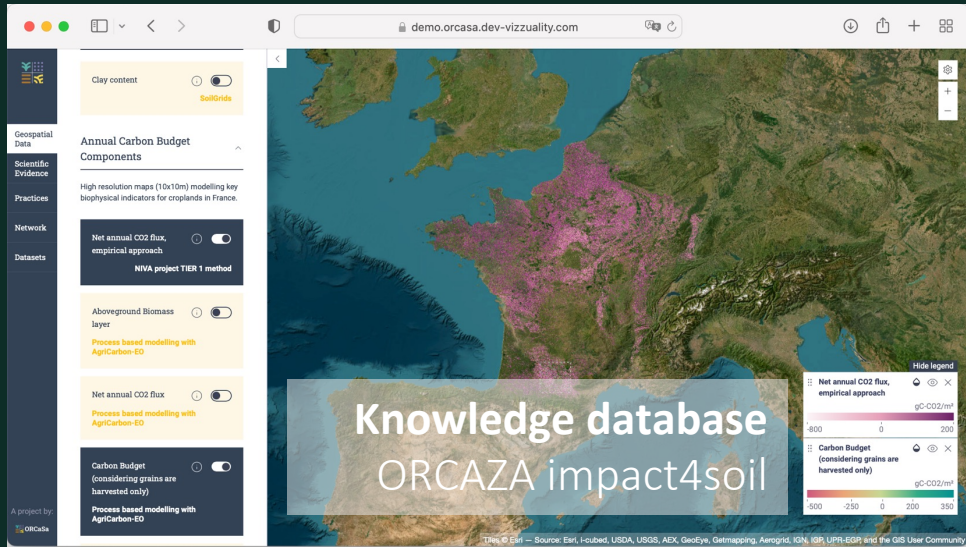 demo.orcasa.dev-vizzuality.com
Clay content
SoilGrids
Geospatial
Data
Scientific
Evidence
Practices
Network
Datasets
Annual Carbon Budget
Components
High resolution maps (10x10m) modelling key
biophysical indicators for croplands in France.
Net annual CO2 flux,
empirical approach
NIVA project TIER 1 method
Aboveground Biomass
layer
Process based modelling with
AgriCarbon-EO
Net annual CO2 flux
Process based modelling with
AgriCarbon-EO
Carbon Budget
(considering grains are
harvested only)
Process based modelling with
AgriCarbon-EO
A project by:
ORCaSa
Knowledge database
ORCAZA impact4soil
Hide legend
Net annual CO2 flux,
empirical approach
gC-CO2/m²
-800 0 200
Carbon Budget
(considering grains are
harvested only)
gC-CO2/m²
-500 -250 0 200 350
Tiles © Esri — Source: Esri, i-cubed, USDA, USGS, AEX, GeoEye, Getmapping, Aerogrid, IGN, IGP, UPR-EGP, and the GIS User Community